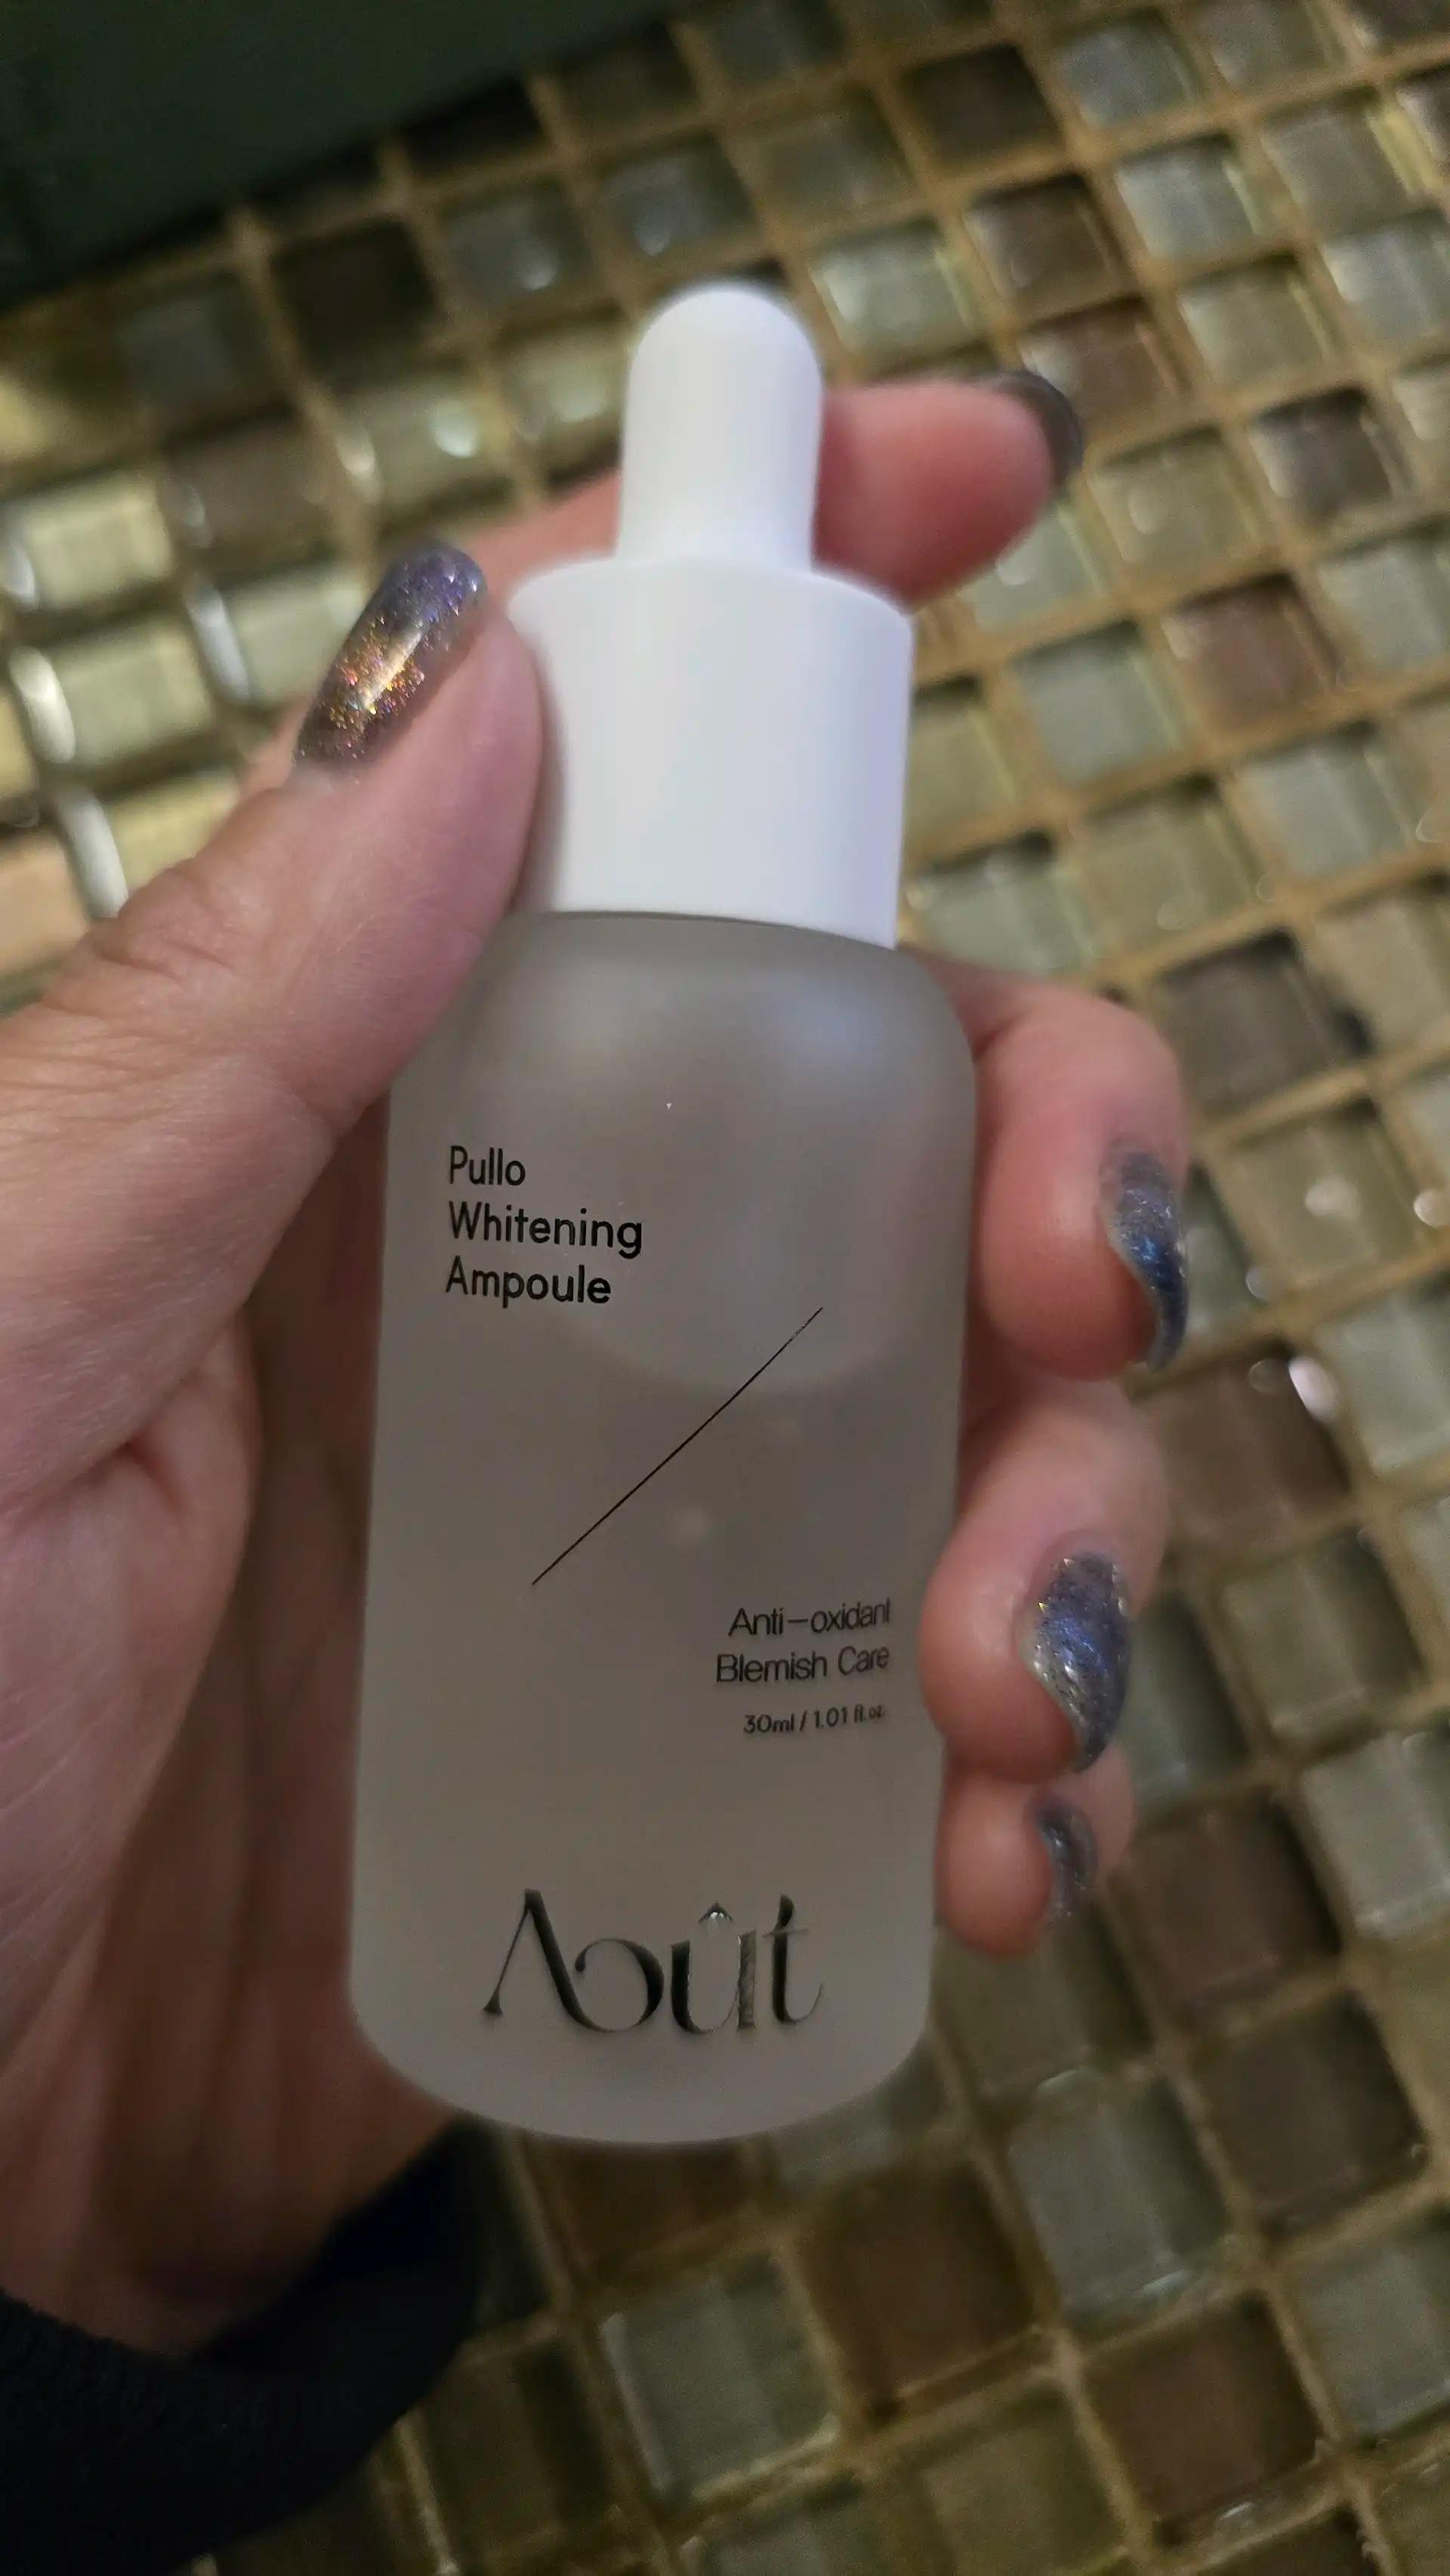 Pullo
Whitening
Ampoule
Anti-oxidant
Blemish Care
30ml / 1.01 fl.oz.
Août